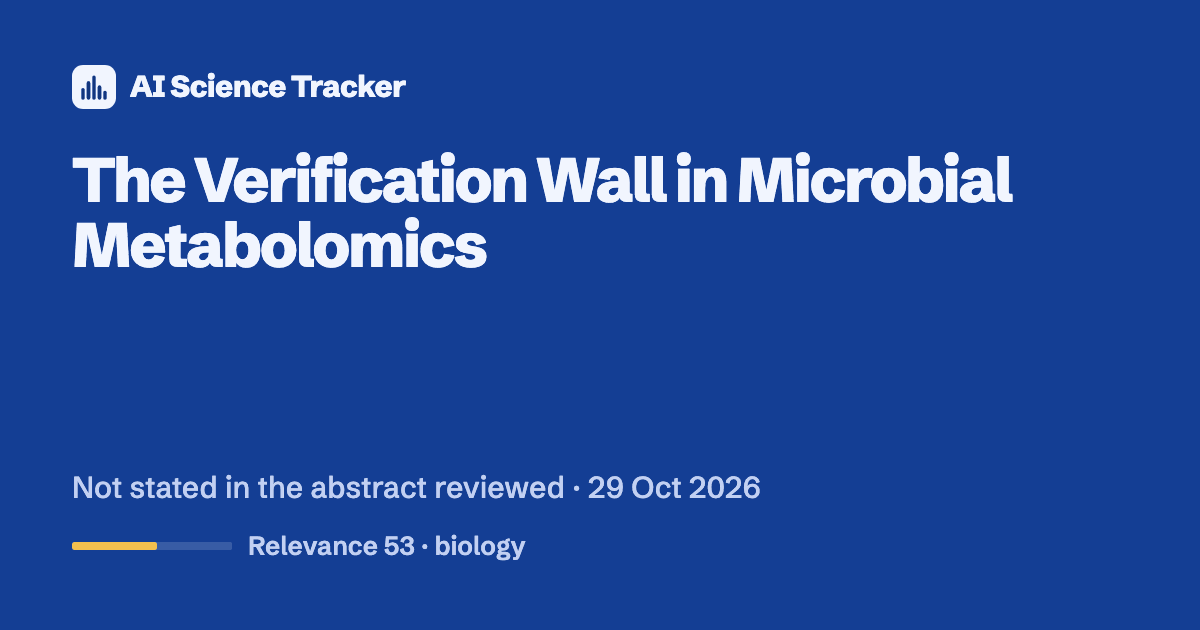 AI Science Tracker
The Verification Wall in Microbial
Metabolomics
Not stated in the abstract reviewed · 29 Oct 2026
Relevance 53 · biology